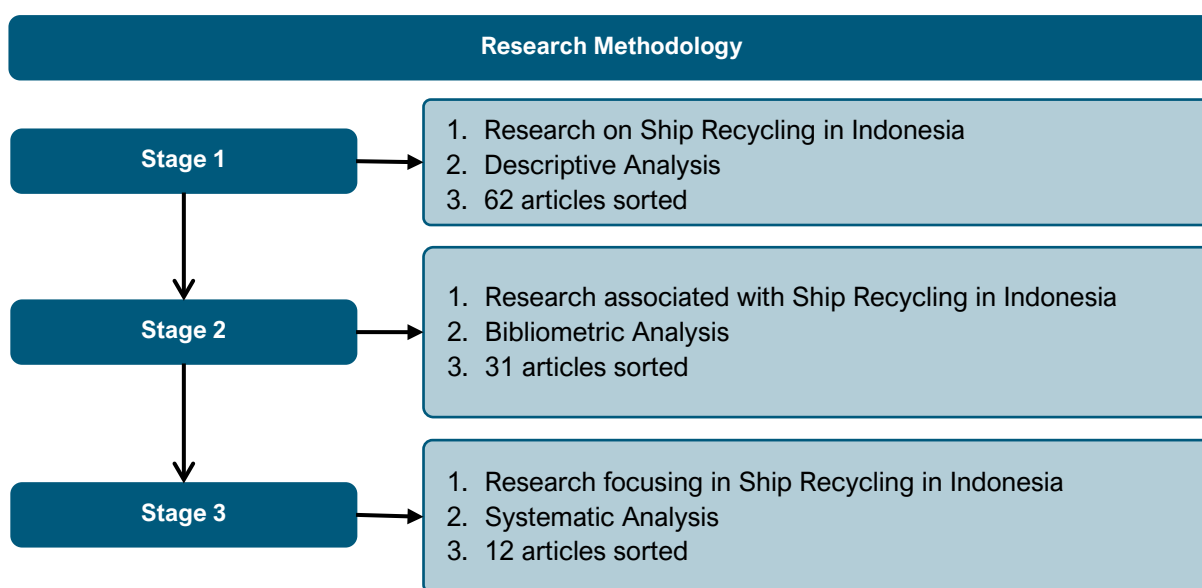 Research Methodology
Stage 1
1. Research on Ship Recycling in Indonesia
2. Descriptive Analysis
3. 62 articles sorted
Stage 2
1. Research associated with Ship Recycling in Indonesia
2. Bibliometric Analysis
3. 31 articles sorted
Stage 3
1. Research focusing in Ship Recycling in Indonesia
2. Systematic Analysis
3. 12 articles sorted